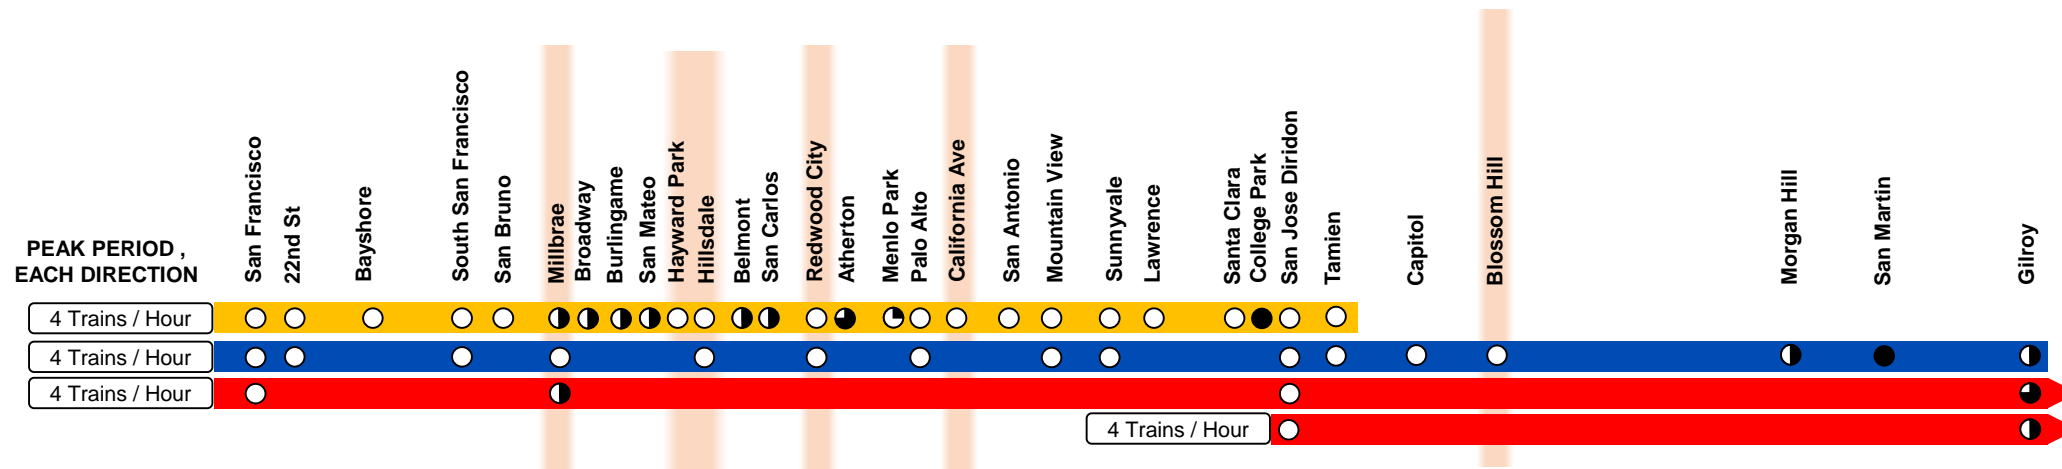 San Francisco
22nd St
Bayshore
South San Francisco
San Bruno
Millbrae
Broadway
Burlingame
San Mateo
Hayward Park
Hillsdale
Belmont
San Carlos
Redwood City
Atherton
Menlo Park
Palo Alto
California Ave
San Antonio
Mountain View
Sunnyvale
Lawrence
Santa Clara
College Park
San Jose Diridon
Tamien
Capitol
Blossom Hill
Morgan Hill
San Martin
Gilroy
PEAK PERIOD ,
EACH DIRECTION
4 Trains / Hour
4 Trains / Hour
4 Trains / Hour
4 Trains / Hour